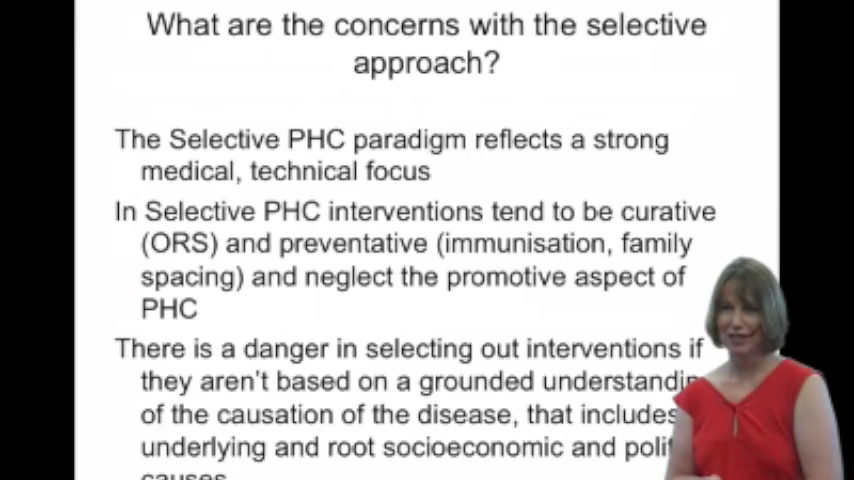 What are the concerns with the selective
approach?
The Selective PHC paradigm reflects a strong
medical, technical focus
In Selective PHC interventions tend to be curative
(ORS) and preventative (immunisation, family
spacing) and neglect the promotive aspect of
PHC
There is a danger in selecting out interventions if
they aren't based on a grounded
of the causation of the disease, that includes
underlying and root socioeconomic and
causes